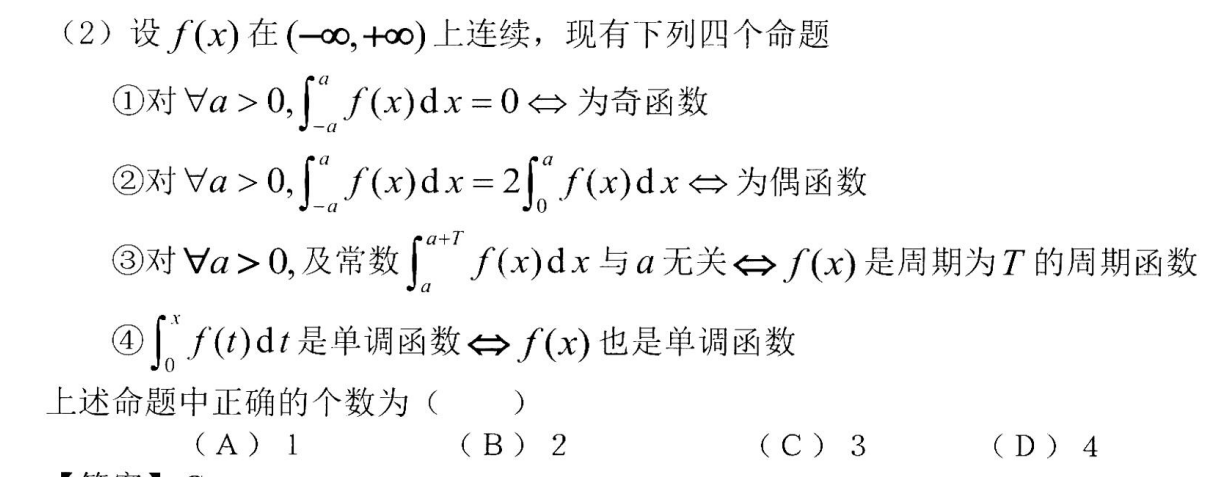 （2）设 f(x) 在 (−∞,+∞) 上连续，现有下列四个命题
①对 ∀a > 0, ∫_{-a}^{a} f(x)dx = 0 ⇔ 为奇函数
②对 ∀a > 0, ∫_{-a}^{a} f(x)dx = 2∫_{0}^{a} f(x)dx ⇔ 为偶函数
③对 ∀a > 0, 及常数 ∫_{a}^{a+T} f(x)dx 与 a 无关 ⇔ f(x) 是周期为 T 的周期函数
④ ∫_{0}^{x} f(t)dt 是单调函数 ⇔ f(x) 也是单调函数
上述命题中正确的个数为（ ）
（A）1 （B）2 （C）3 （D）4